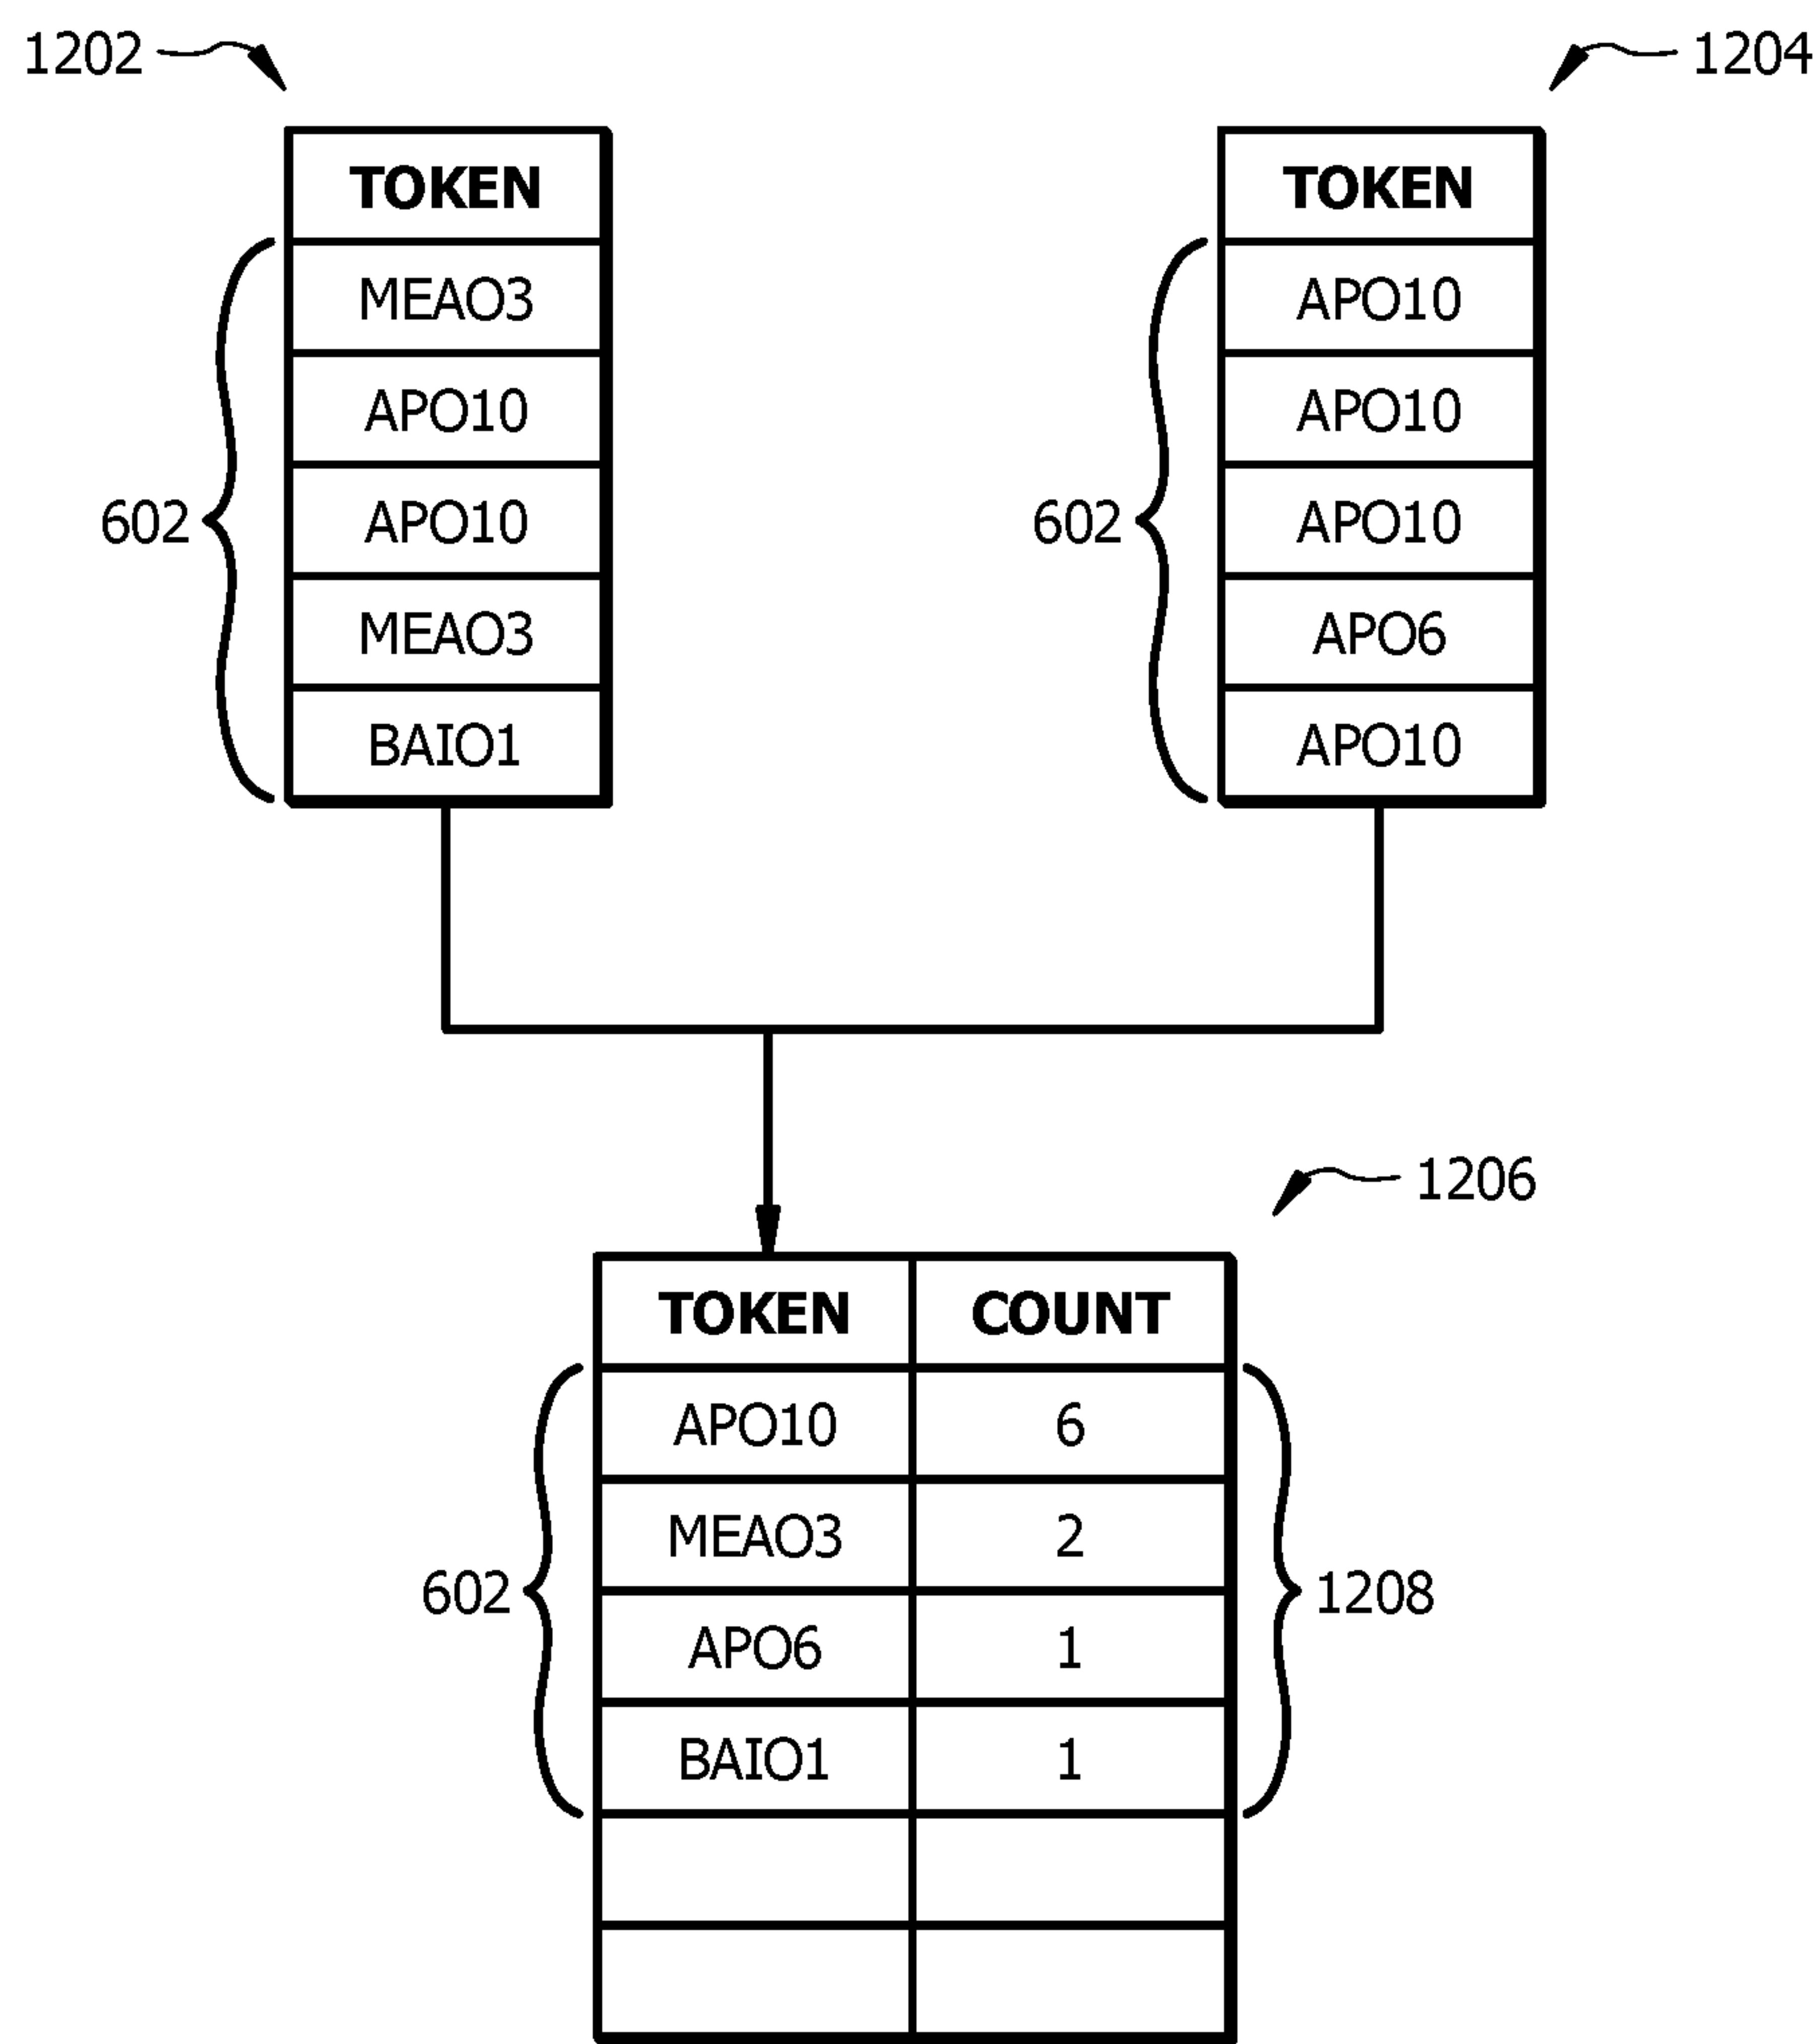 1202
1204
TOKEN
MEAO3
APO10
APO10
MEAO3
BAIO1
602
TOKEN
APO10
APO10
APO10
APO6
APO10
602
1206
TOKEN COUNT
APO10 6
MEAO3 2
APO6 1
BAIO1 1
602
1208